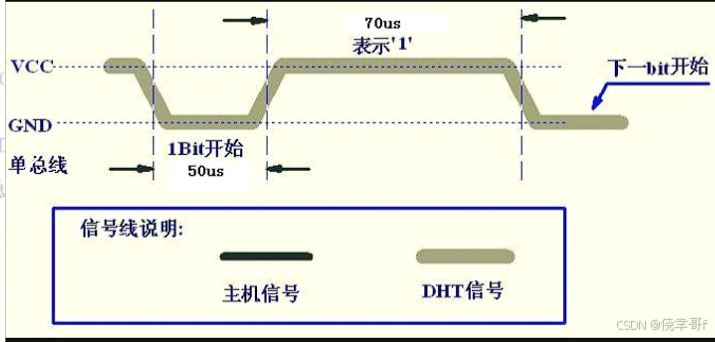 70us
表示'1'
VCC
下一bit开始
GND
1Bit开始
单总线
50us
信号线说明:
主机信号
DHT信号
CSDN @侥幸哥f